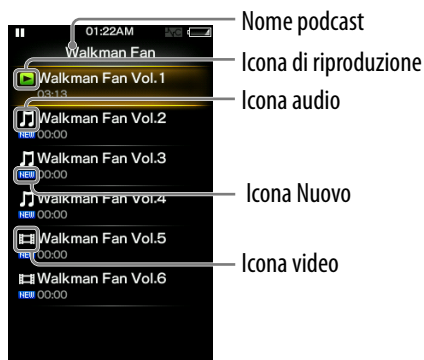 01:22AM
Walkman Fan
Walkman Fan Vol.1
03:13
Walkman Fan Vol.2
NEW 00:00
Walkman Fan Vol.3
NEW 00:00
Walkman Fan Vol.4
NEW 00:00
Walkman Fan Vol.5
NEW 00:00
Walkman Fan Vol.6
NEW 00:00
Nome podcast
Icona di riproduzione
Icona audio
Icona Nuovo
Icona video